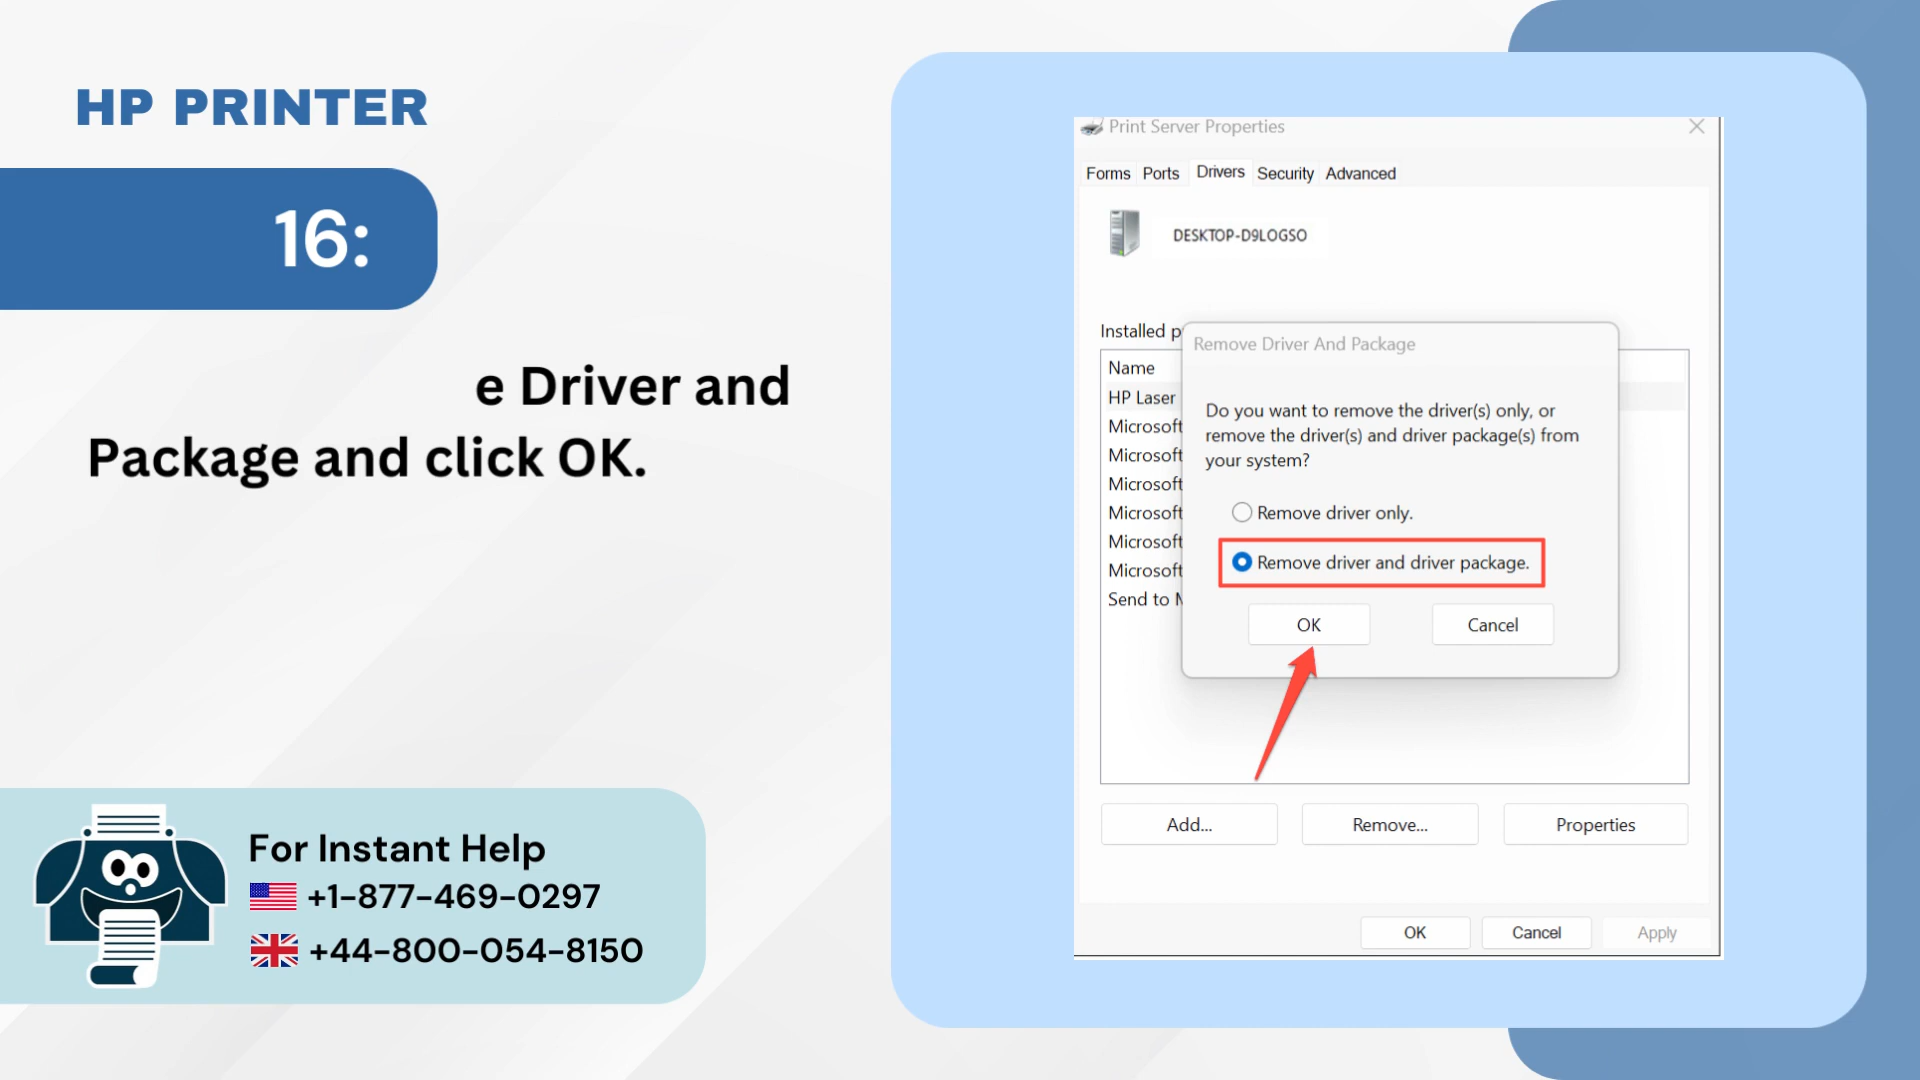 HP PRINTER
16:
e Driver and
Package and click OK.
For Instant Help
+1-877-469-0297
+44-800-054-8150
Print Server Properties
Forms Ports Drivers Security Advanced
DESKTOP-D9LOGSO
Installed p
Name
HP Laser
Microsoft
Microsoft
Microsoft
Microsoft
Microsoft
Microsoft
Send to M
Remove Driver And Package
Do you want to remove the driver(s) only, or
remove the driver(s) and driver package(s) from
your system?
Remove driver only.
Remove driver and driver package.
OK Cancel
Add... Remove... Properties
OK Cancel Apply